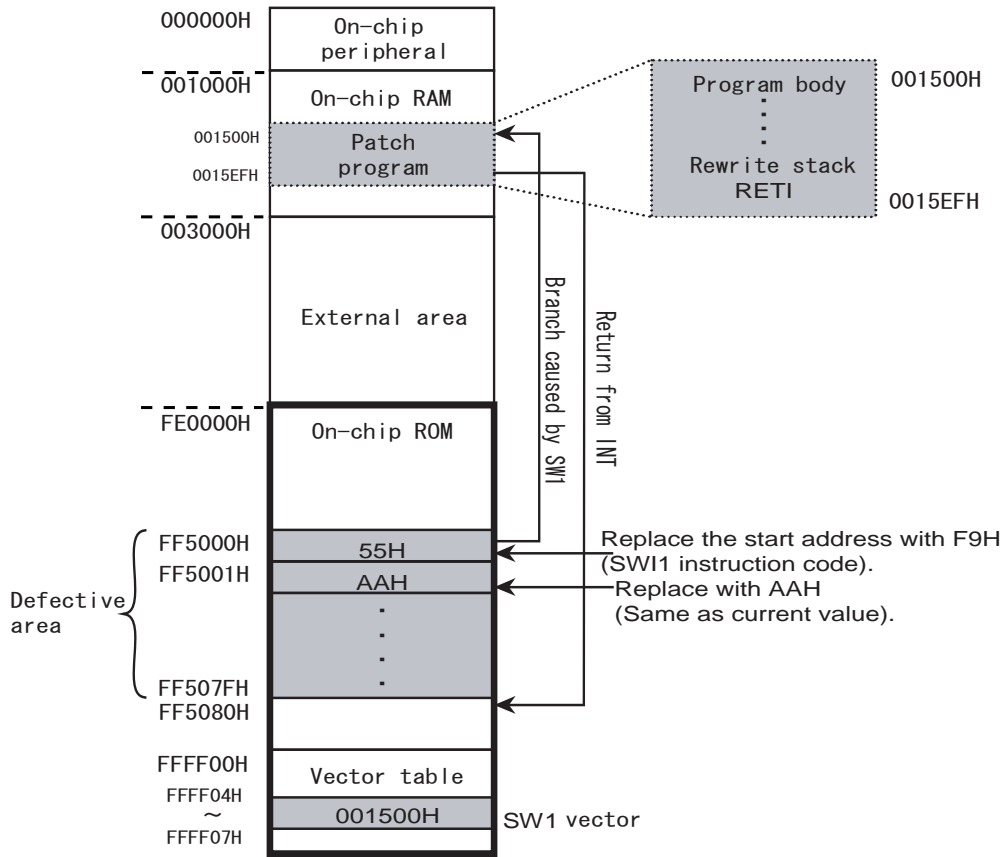 000000H
On-chip
peripheral
001000H
On-chip RAM
001500H
Patch
program
0015EFH
Program body
001500H
Rewrite stack
RETI
0015EFH
003000H
External area
Branch caused by SW1
Return from INT
FE0000H
On-chip ROM
FF5000H
55H
Replace the start address with F9H
(SWI1 instruction code).
FF5001H
AAH
Replace with AAH
(Same as current value).
Defective
area
FF507FH
FF5080H
FFFF00H
Vector table
FFFF04H
~
FFFF07H
001500H
SW1 vector